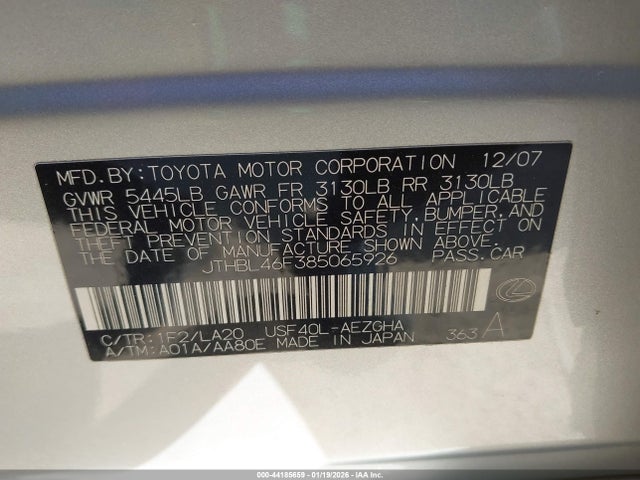 MFD. BY: TOYOTA MOTOR CORPORATION 12/07
GVWR 5445LB GAWR FR 3130LB RR 3130LB
THIS VEHICLE CONFORMS TO ALL APPLICABLE
FEDERAL MOTOR VEHICLE SAFETY, BUMPER, AND
THEFT PREVENTION STANDARDS IN EFFECT ON
THE DATE OF MANUFACTURE SHOWN ABOVE.
JTHBL46F385065926 PASS.CAR
C/TR:1F2/LA20 USF40L-AEZGHA
A/TM:A01A/AA80E MADE IN JAPAN 363 A
000-44185659 - 01/19/2026 - IAA Inc.